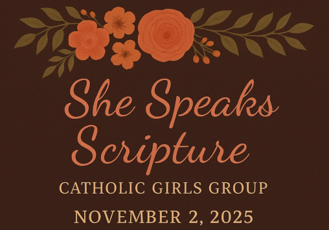 She Speaks
Scripture
CATHOLIC GIRLS GROUP
NOVEMBER 2, 2025